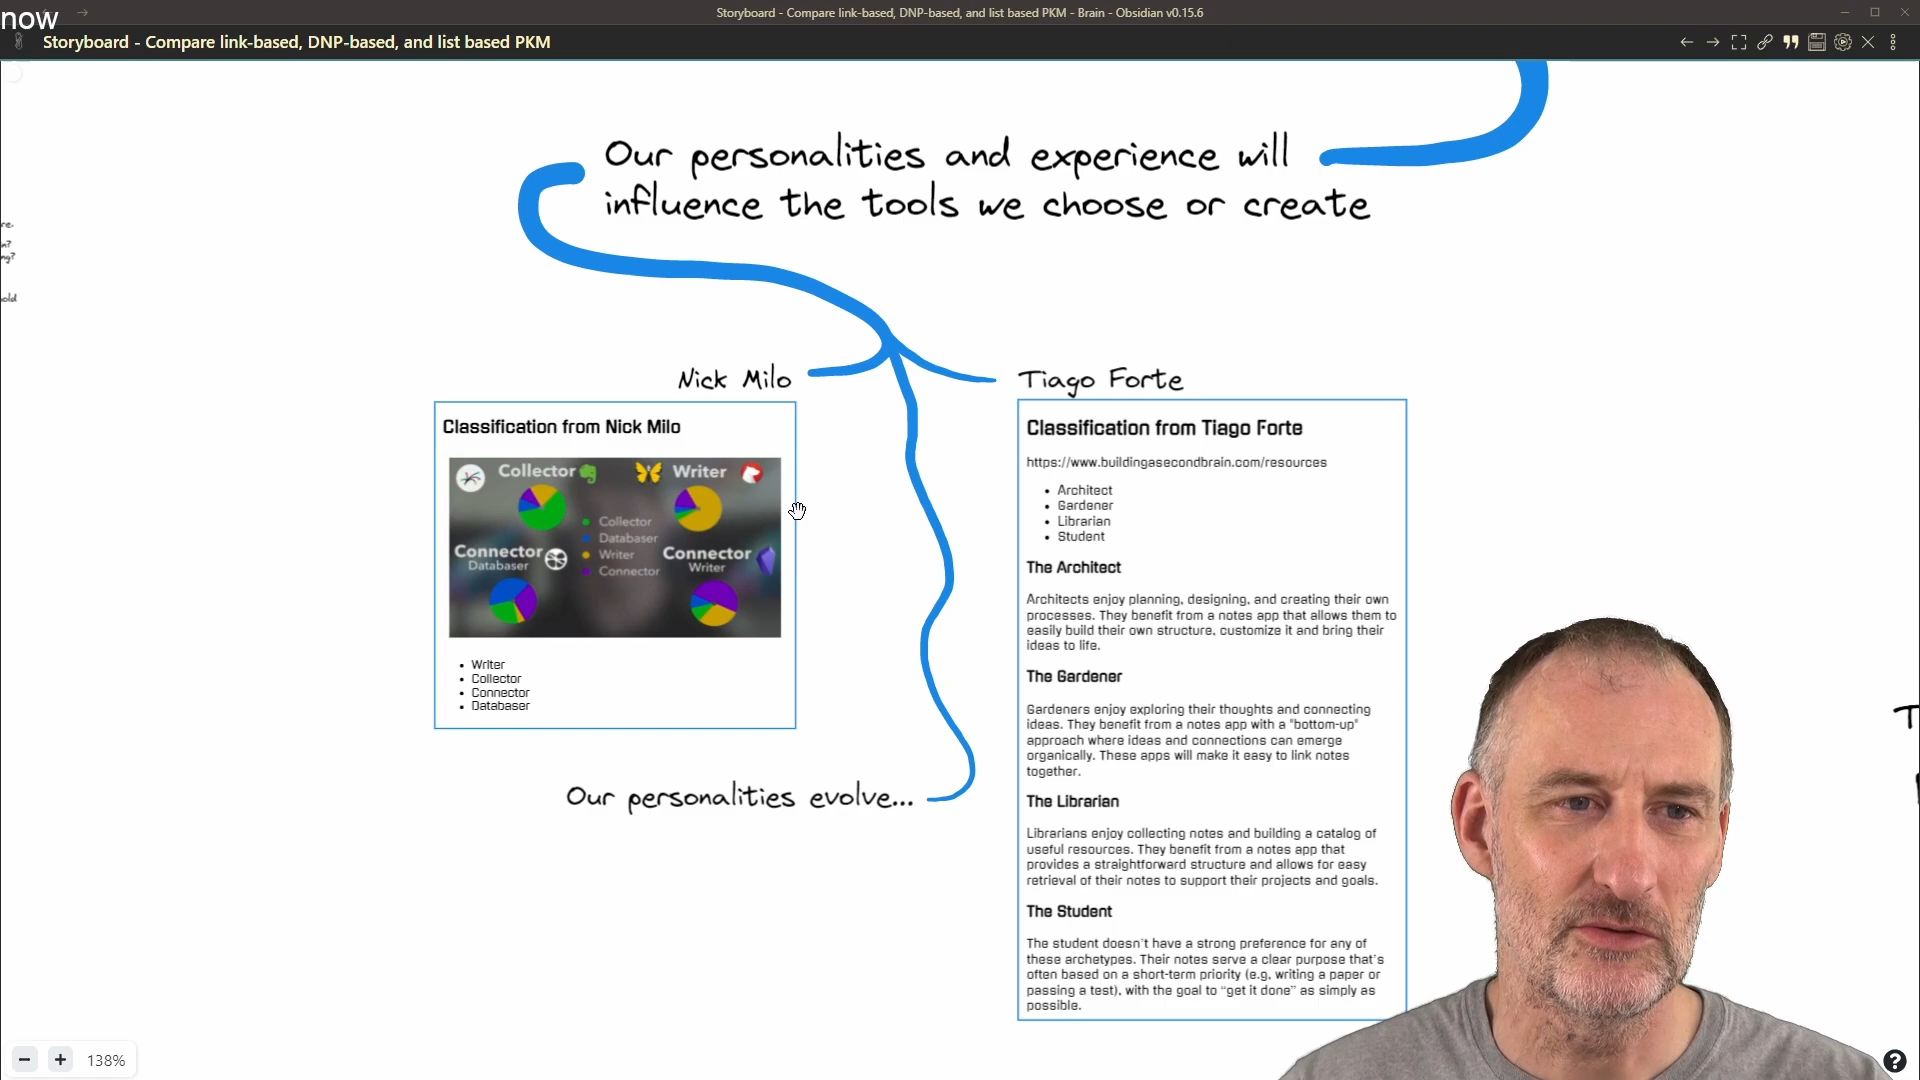 now
Storyboard - Compare link-based, DNP-based, and list based PKM - Brain - Obsidian v0.15.6
Storyboard - Compare link-based, DNP-based, and list based PKM
Our personalities and experience will
influence the tools we choose or create
re.
n?
ng?
old
Nick Milo
Classification from Nick Milo
Collector
Writer
Collector
Databaser
Writer
Connector
Connector
Databaser
Connector
Writer
Writer
Collector
Connector
Databaser
Our personalities evolve...
Tiago Forte
Classification from Tiago Forte
https://www.buildingasecondbrain.com/resources
Architect
Gardener
Librarian
Student
The Architect
Architects enjoy planning, designing, and creating their own
processes. They benefit from a notes app that allows them to
easily build their own structure, customize it and bring their
ideas to life.
The Gardener
Gardeners enjoy exploring their thoughts and connecting
ideas. They benefit from a notes app with a "bottom-up"
approach where ideas and connections can emerge
organically. These apps will make it easy to link notes
together.
The Librarian
Librarians enjoy collecting notes and building a catalog of
useful resources. They benefit from a notes app that
provides a straightforward structure and allows for easy
retrieval of their notes to support their projects and goals.
The Student
The student doesn't have a strong preference for any of
these archetypes. Their notes serve a clear purpose that's
often based on a short-term priority (e.g. writing a paper or
passing a test), with the goal to "get it done" as simply as
possible.
T
138%